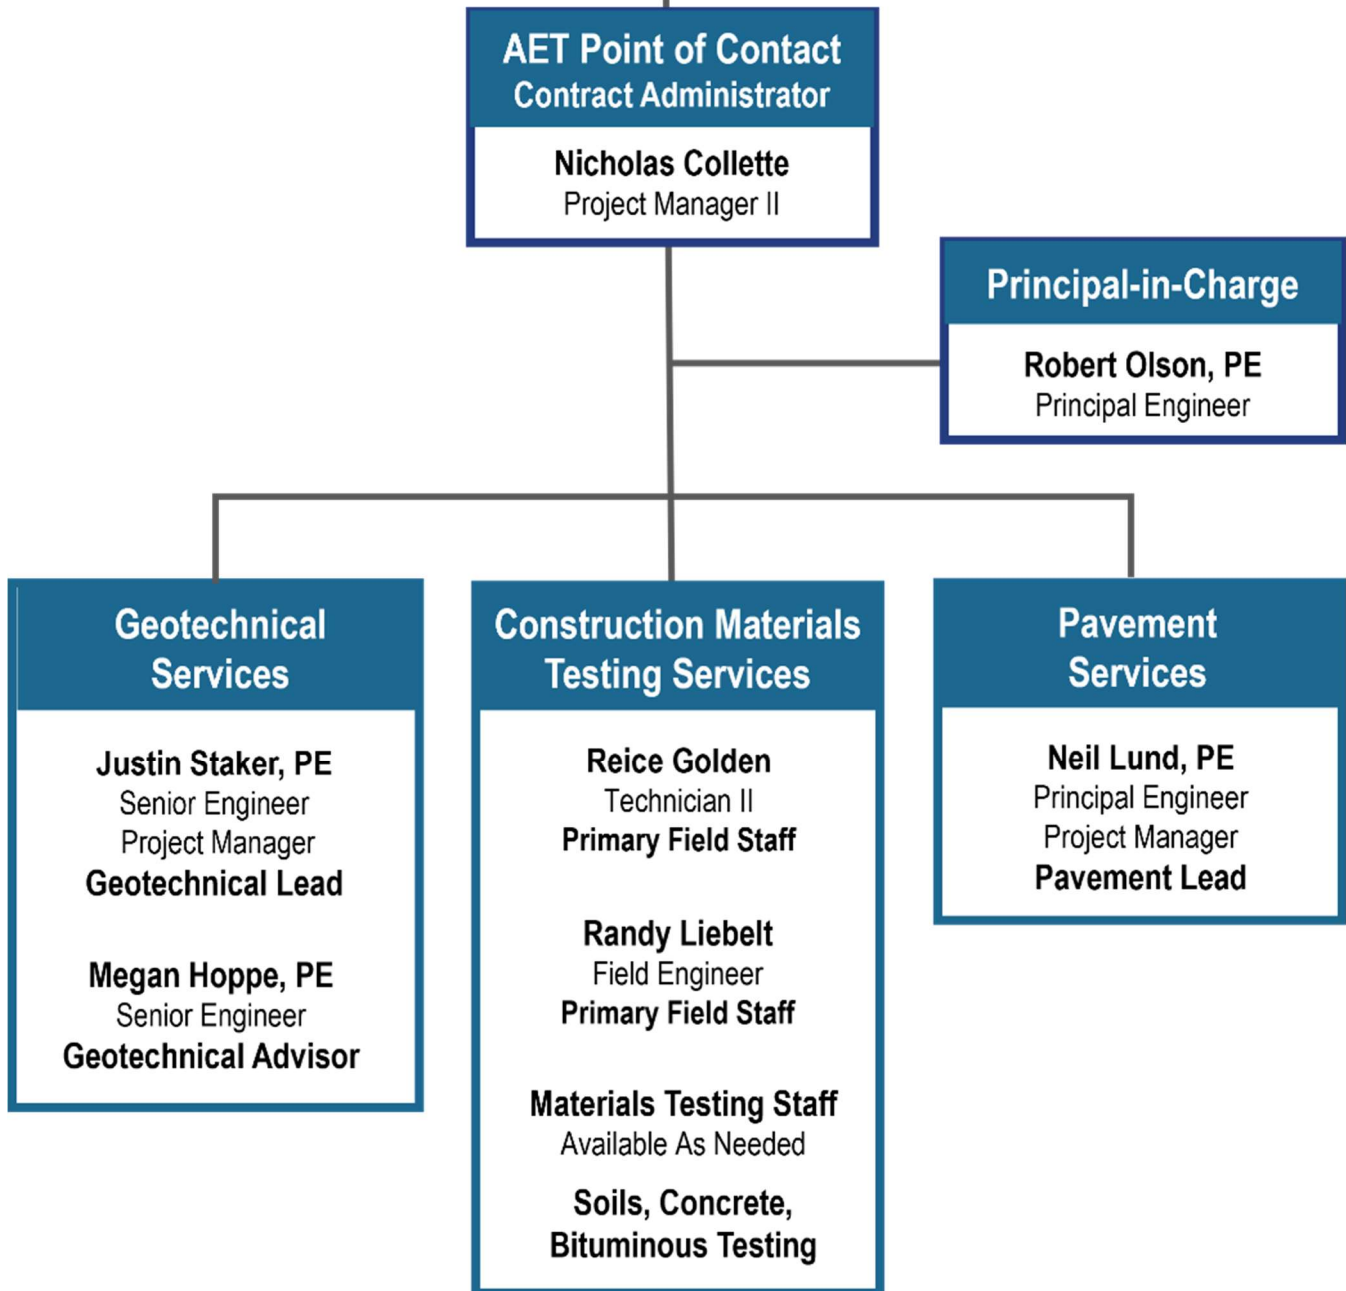 AET Point of Contact
Contract Administrator
Nicholas Collette
Project Manager II
Principal-in-Charge
Robert Olson, PE
Principal Engineer
Geotechnical
Services
Justin Staker, PE
Senior Engineer
Project Manager
Geotechnical Lead
Megan Hoppe, PE
Senior Engineer
Geotechnical Advisor
Construction Materials
Testing Services
Reice Golden
Technician II
Primary Field Staff
Randy Liebelt
Field Engineer
Primary Field Staff
Materials Testing Staff
Available As Needed
Soils, Concrete,
Bituminous Testing
Pavement
Services
Neil Lund, PE
Principal Engineer
Project Manager
Pavement Lead